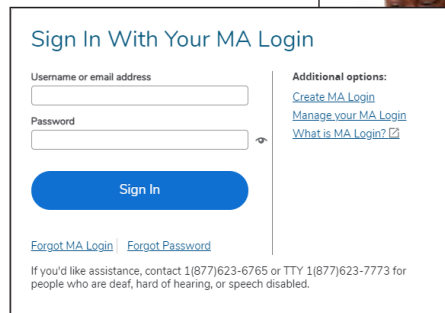 Sign In With Your MA Login
Username or email address
Password
Sign In
Forgot MA Login
Forgot Password
Additional options:
Create MA Login
Manage your MA Login
What is MA Login?
If you'd like assistance, contact 1(877)623-6765 or TTY 1(877)623-7773 for
people who are deaf, hard of hearing, or speech disabled.